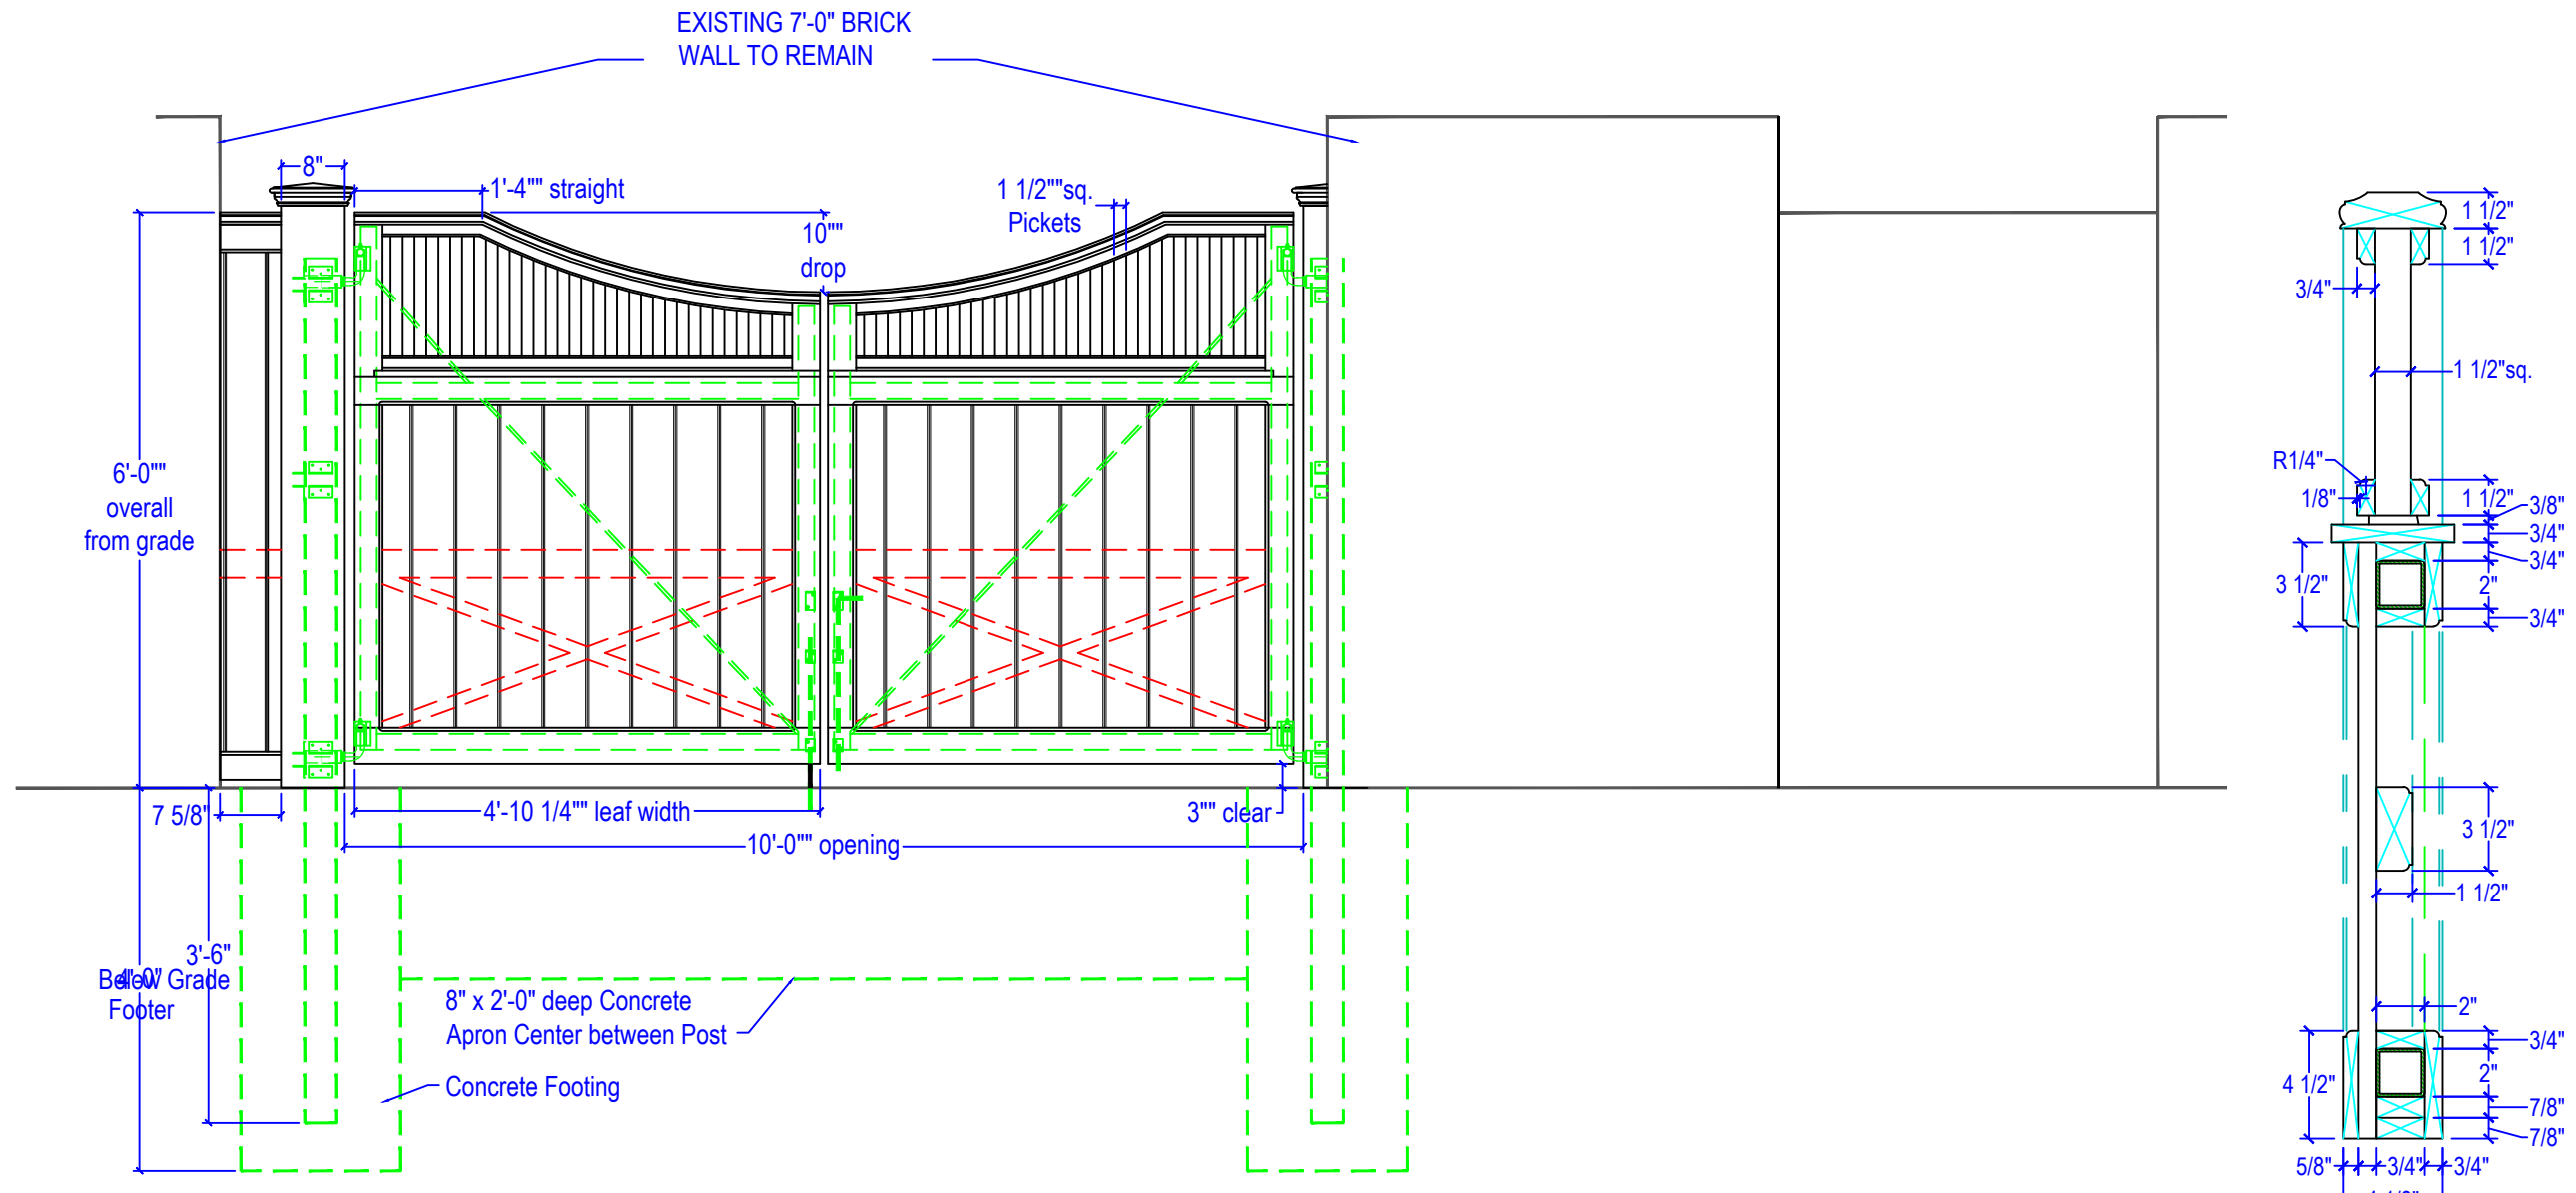 EXISTING 7'-0" BRICK
WALL TO REMAIN
8"
1'-4"" straight
10""
drop
1 1/2""sq.
Pickets
6'-0""
overall
from grade
7 5/8"
4'-10 1/4"" leaf width
3"" clear
10'-0"" opening
3'-6"
4'-0"
Below Grade
Footer
8" x 2'-0" deep Concrete
Apron Center between Post
Concrete Footing
1 1/2"
1 1/2"
3/4"
1 1/2"sq.
R1/4"
1/8"
1 1/2"
3/8"
3/4"
3/4"
3 1/2"
2"
3/4"
3 1/2"
1 1/2"
2"
3/4"
4 1/2"
2"
7/8"
7/8"
5/8"
3/4"
3/4"